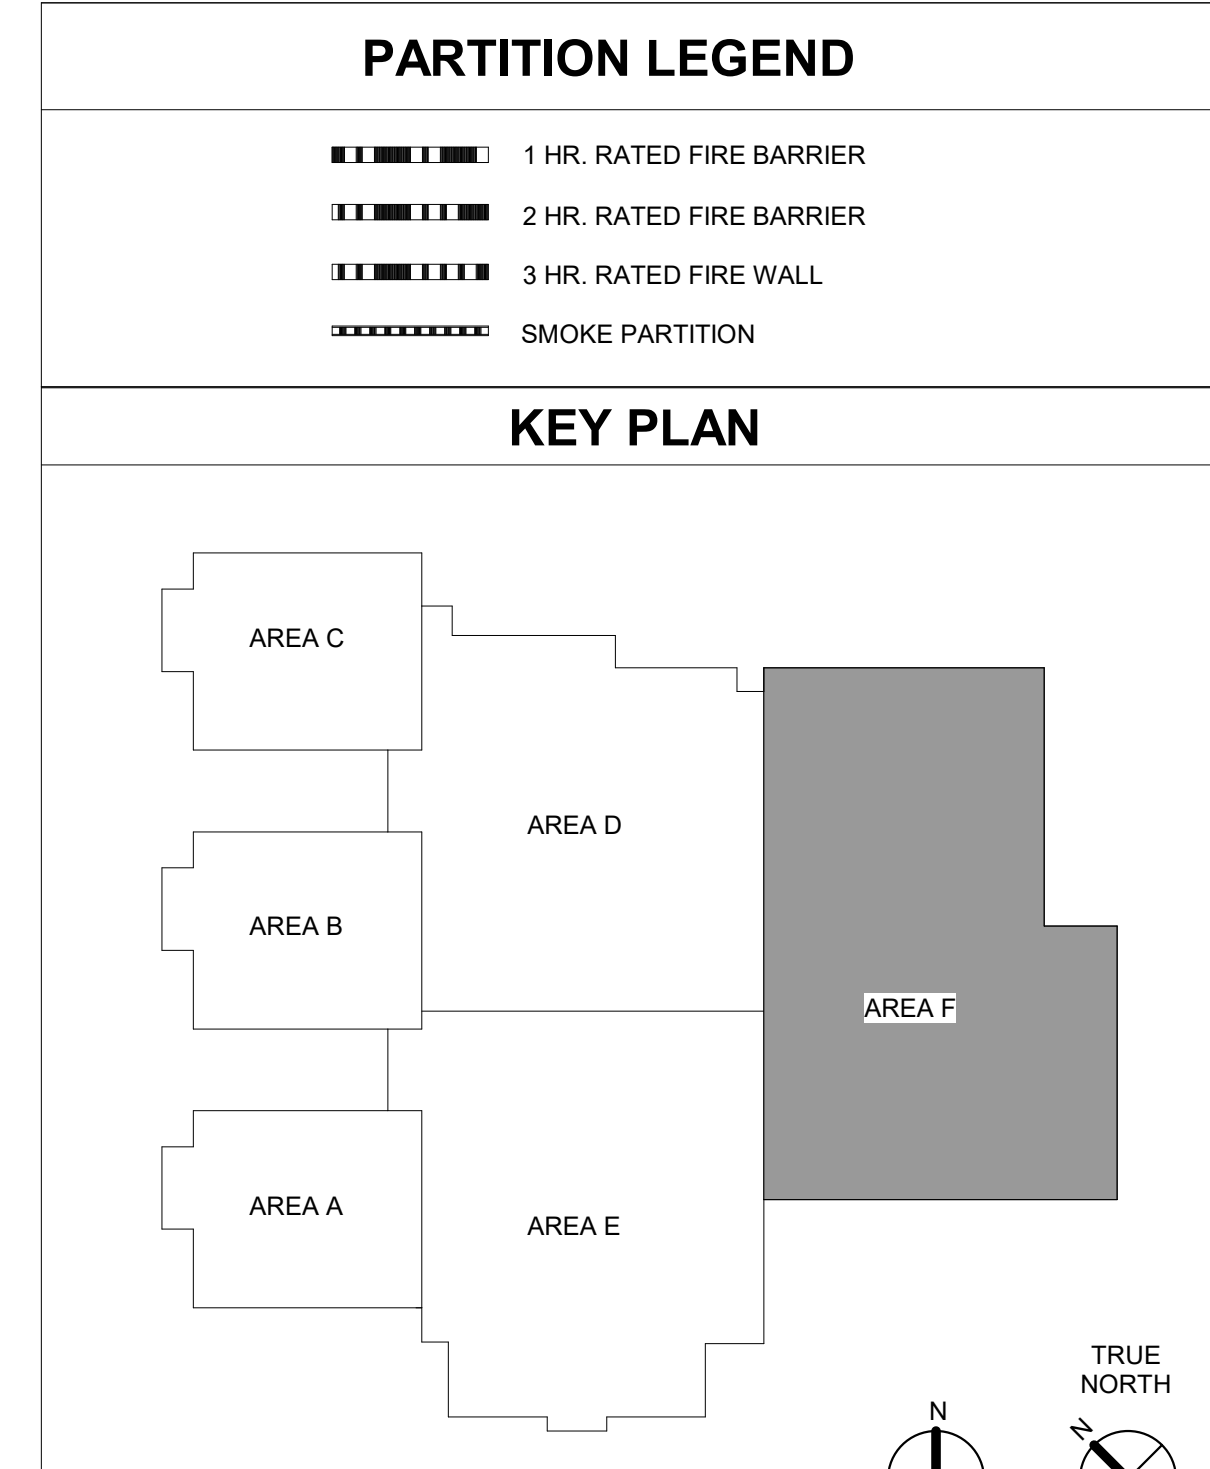 PARTITION LEGEND
1 HR. RATED FIRE BARRIER
2 HR. RATED FIRE BARRIER
3 HR. RATED FIRE WALL
SMOKE PARTITION
KEY PLAN
AREA C
AREA D
AREA B
AREA F
AREA A
AREA E
TRUE
NORTH
N
N